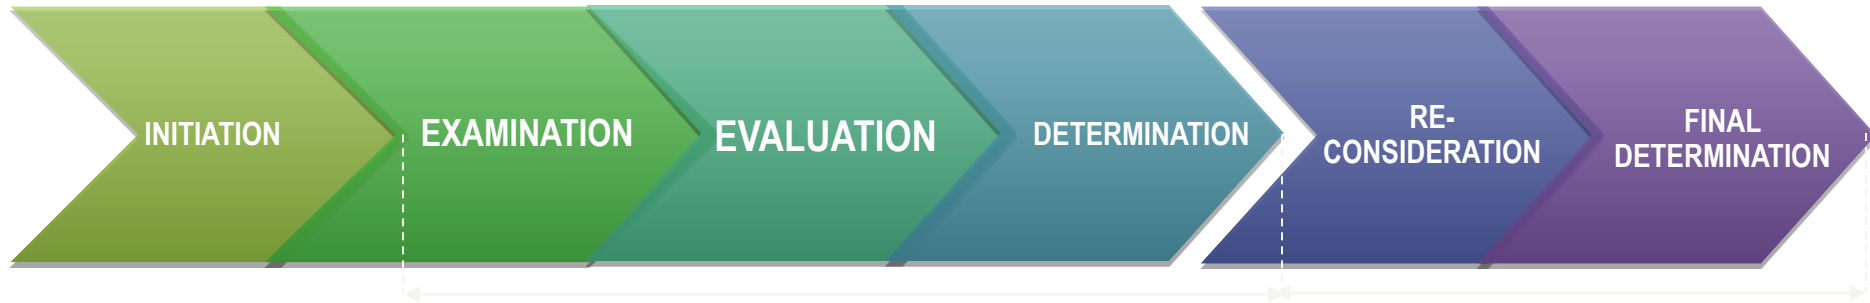 INITIATION
EXAMINATION
EVALUATION
DETERMINATION
RE-
CONSIDERATION
FINAL
DETERMINATION